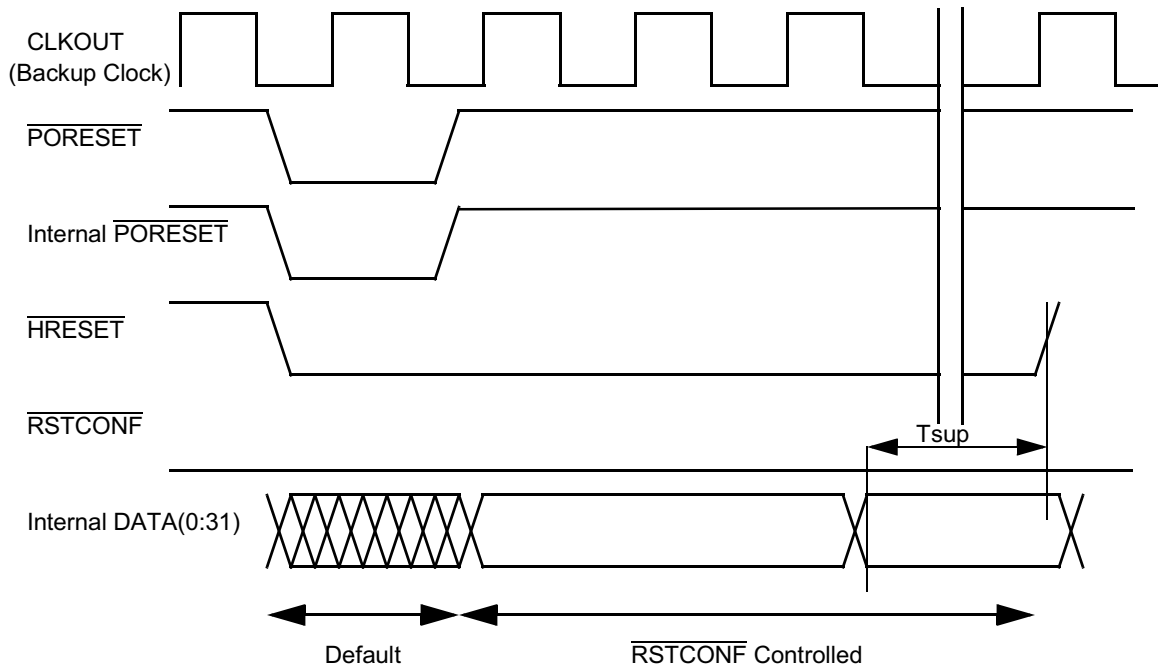 CLKOUT
(Backup Clock)
PORESET
Internal PORESET
HRESET
RSTCONF
Tsup
Internal DATA(0:31)
Default
RSTCONF Controlled